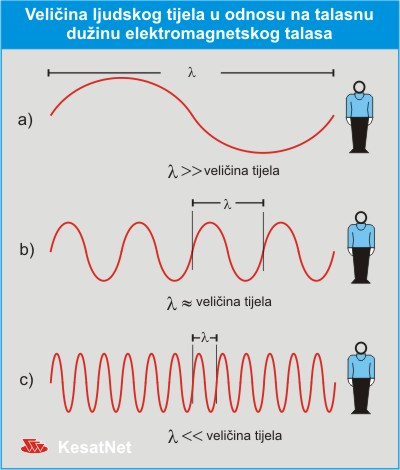 Veličina ljudskog tijela u odnosu na talasnu
dužinu elektromagnetskog talasa
λ
a)
λ >> veličina tijela
λ
b)
λ ≈ veličina tijela
λ
c)
λ << veličina tijela
KesatNet